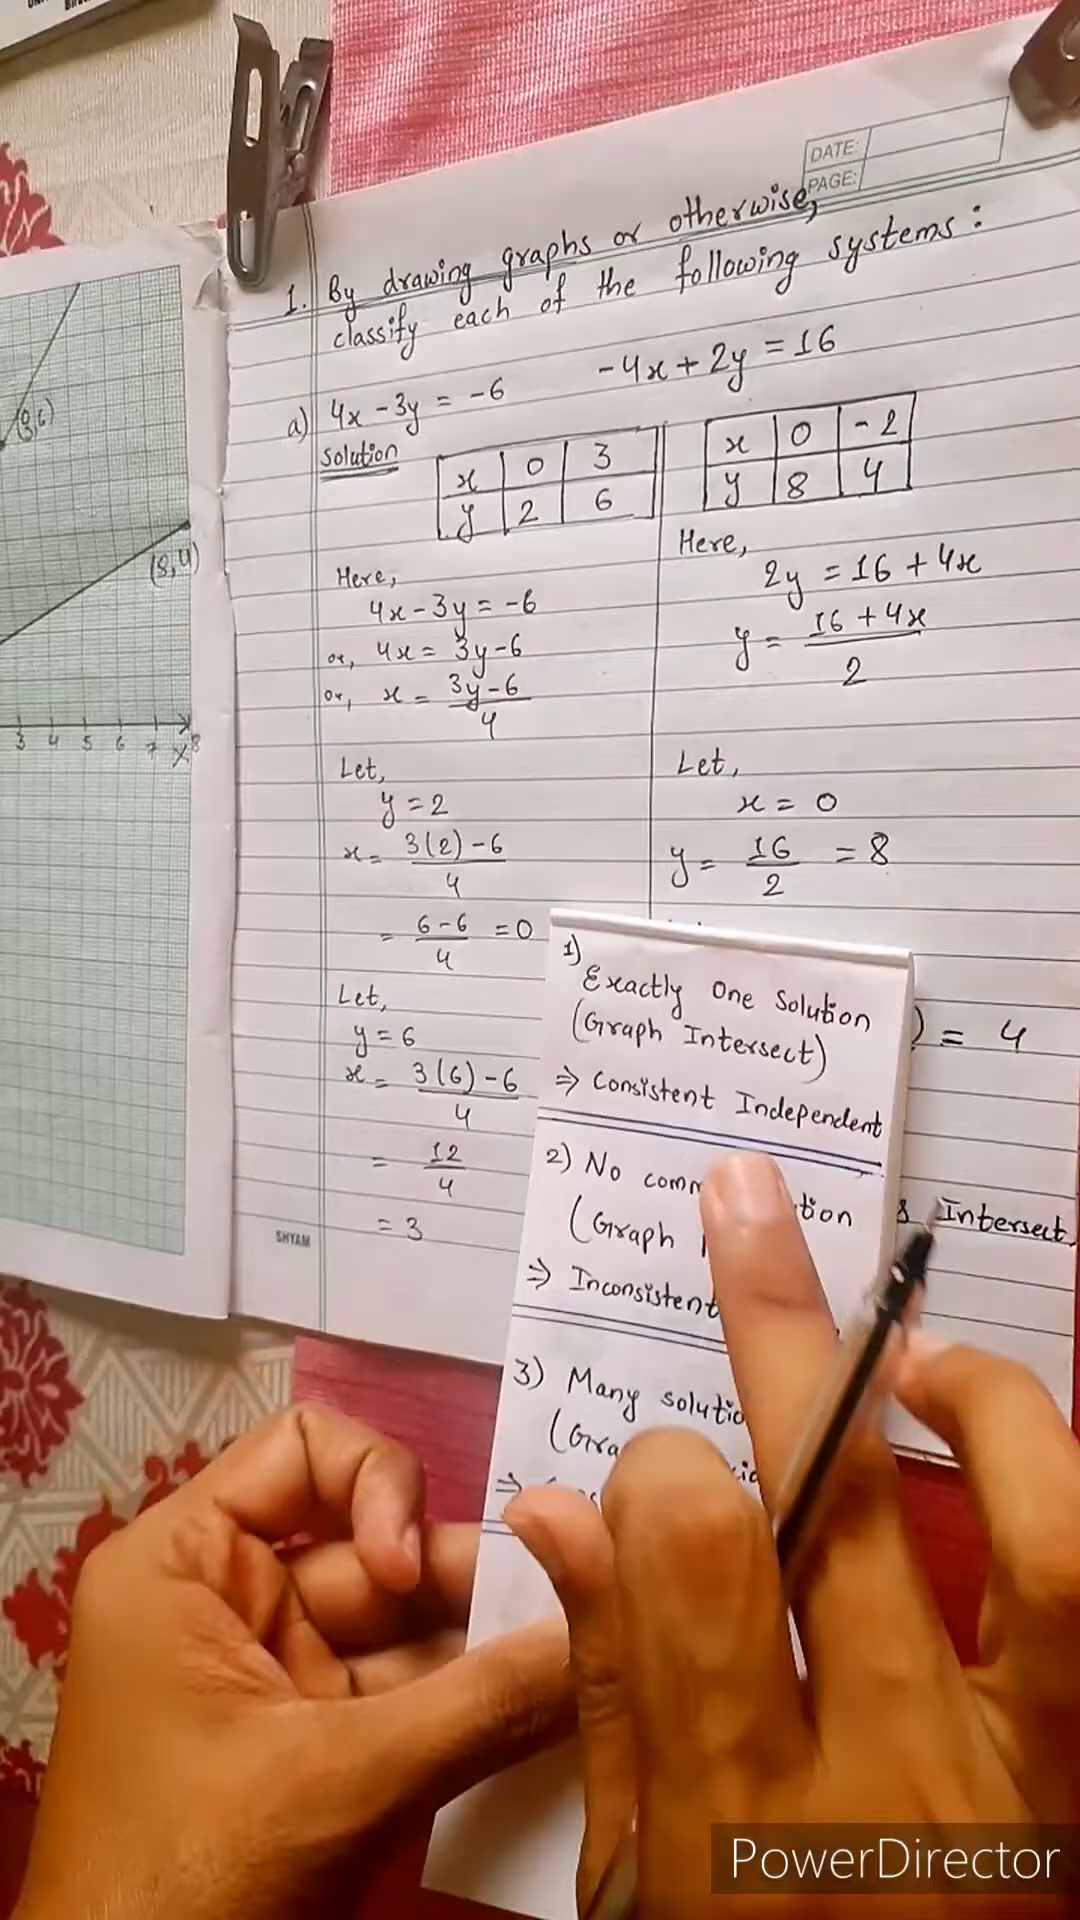 DATE:
PAGE:
1. By drawing graphs or otherwise,
classify each of the following systems:
a) 4x - 3y = -6
-4x + 2y = 16
Solution
x 0 3
y 2 6
x 0 -2
y 8 4
Here,
4x - 3y = -6
or, 4x = 3y - 6
or, x = 3y - 6
4
Let,
y = 2
x = 3(2) - 6
4
= 6 - 6 = 0
4
Let,
y = 6
x = 3(6) - 6
4
= 12
4
= 3
Here,
2y = 16 + 4x
y = 16 + 4x
2
Let,
x = 0
y = 16 = 8
2
) = 4
Intersect,
SHYAM
1)
Exactly One Solution
(Graph Intersect)
⇒ Consistent Independent
2) No
(Graph
⇒ Inconsistent
3) Many
(8,4)
3 4 5 6 7 8
X
PowerDirector